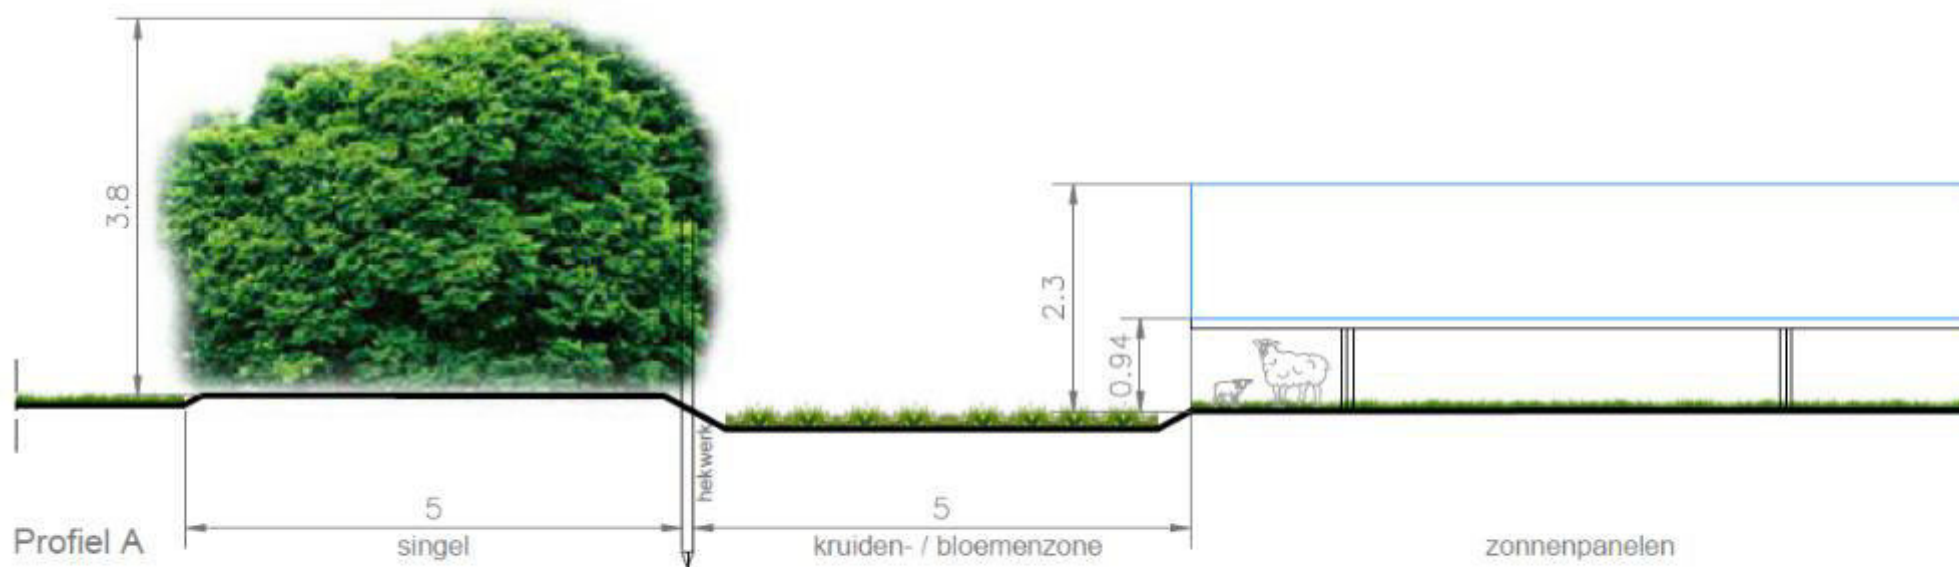 3.8
2.3
0.94
hekwerk
5
5
Profiel A
singel
kruiden- / bloemenzone
zonnenpanelen